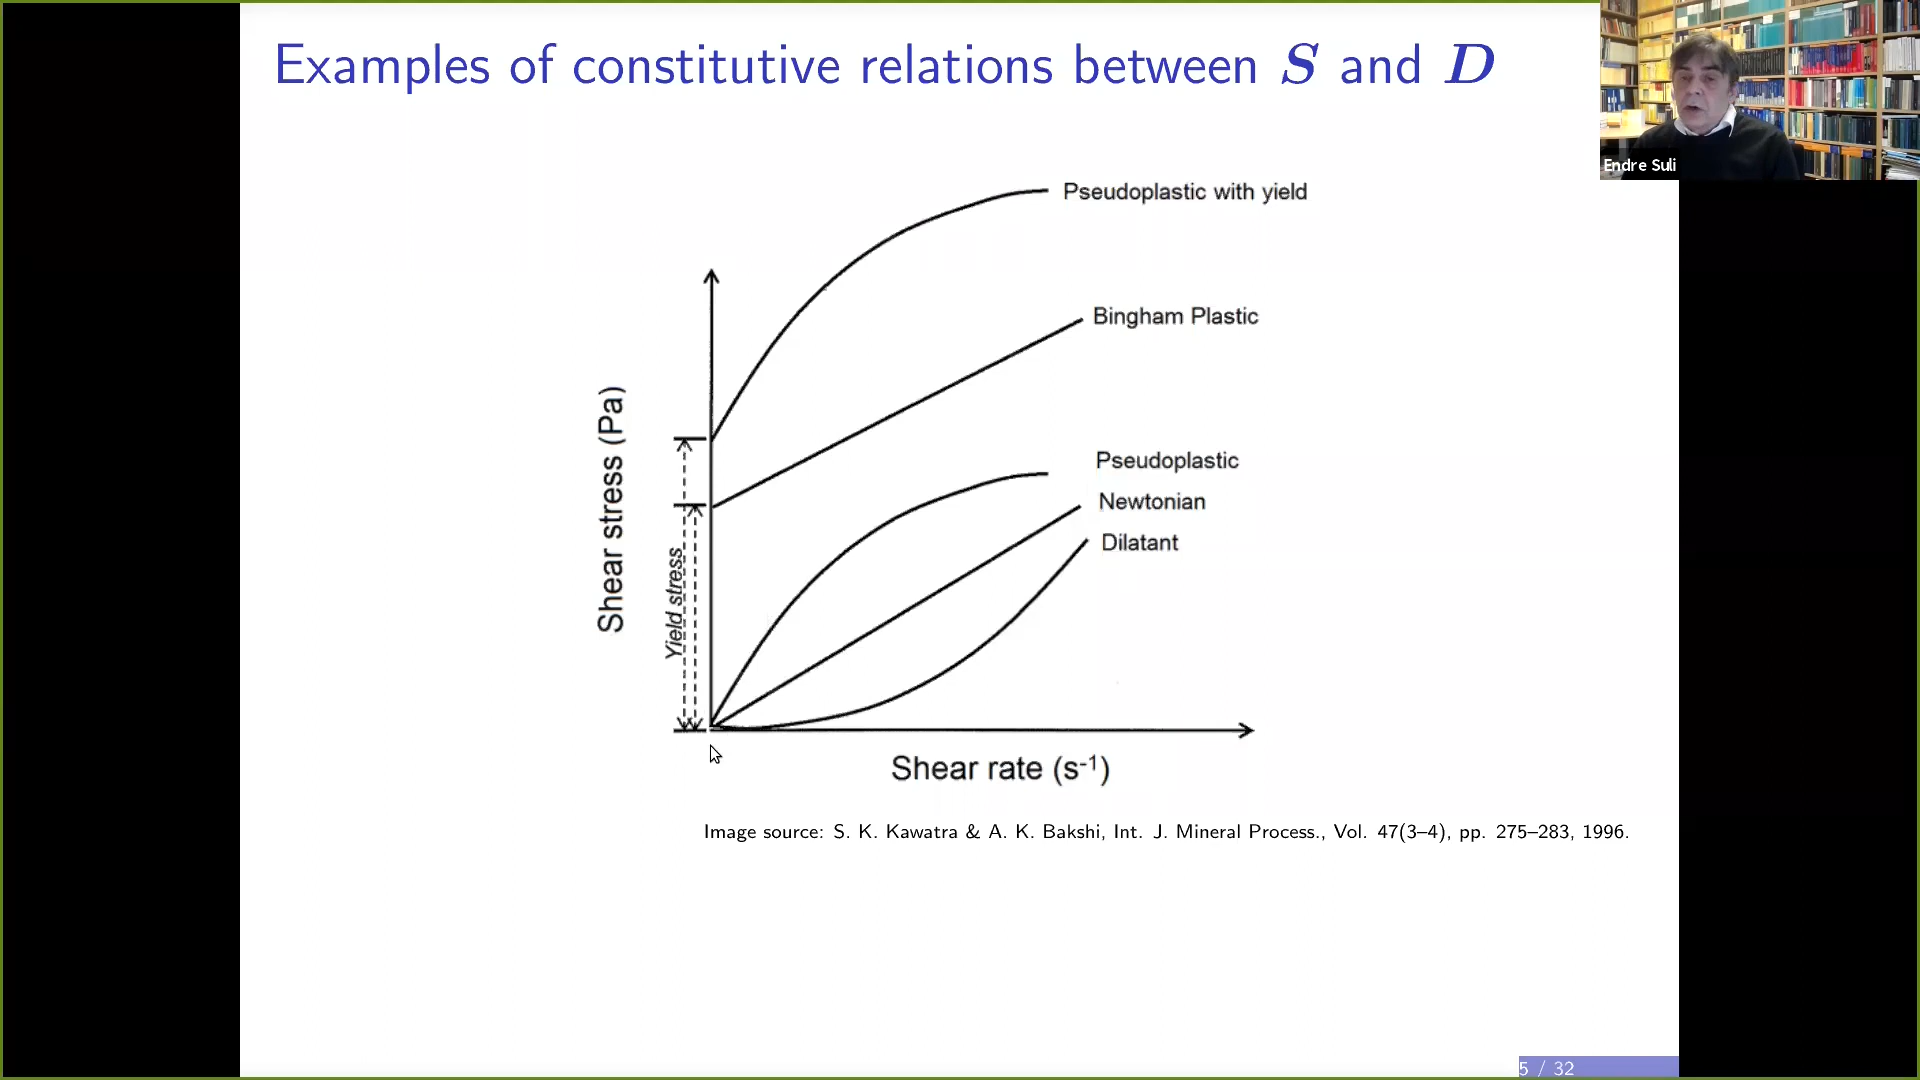 Examples of constitutive relations between S and D
Endre Suli
Pseudoplastic with yield
Bingham Plastic
Pseudoplastic
Newtonian
Dilatant
Shear stress (Pa)
Yield stress
Shear rate (s⁻¹)
Image source: S. K. Kawatra & A. K. Bakshi, Int. J. Mineral Process., Vol. 47(3–4), pp. 275–283, 1996.
5 / 32